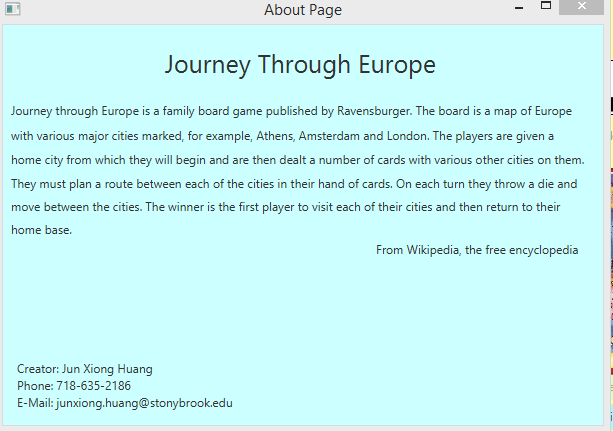 About Page
Journey Through Europe
Journey through Europe is a family board game published by Ravensburger. The board is a map of Europe
with various major cities marked, for example, Athens, Amsterdam and London. The players are given a
home city from which they will begin and are then dealt a number of cards with various other cities on them.
They must plan a route between each of the cities in their hand of cards. On each turn they throw a die and
move between the cities. The winner is the first player to visit each of their cities and then return to their
home base.
From Wikipedia, the free encyclopedia
Creator: Jun Xiong Huang
Phone: 718-635-2186
E-Mail: junxiong.huang@stonybrook.edu